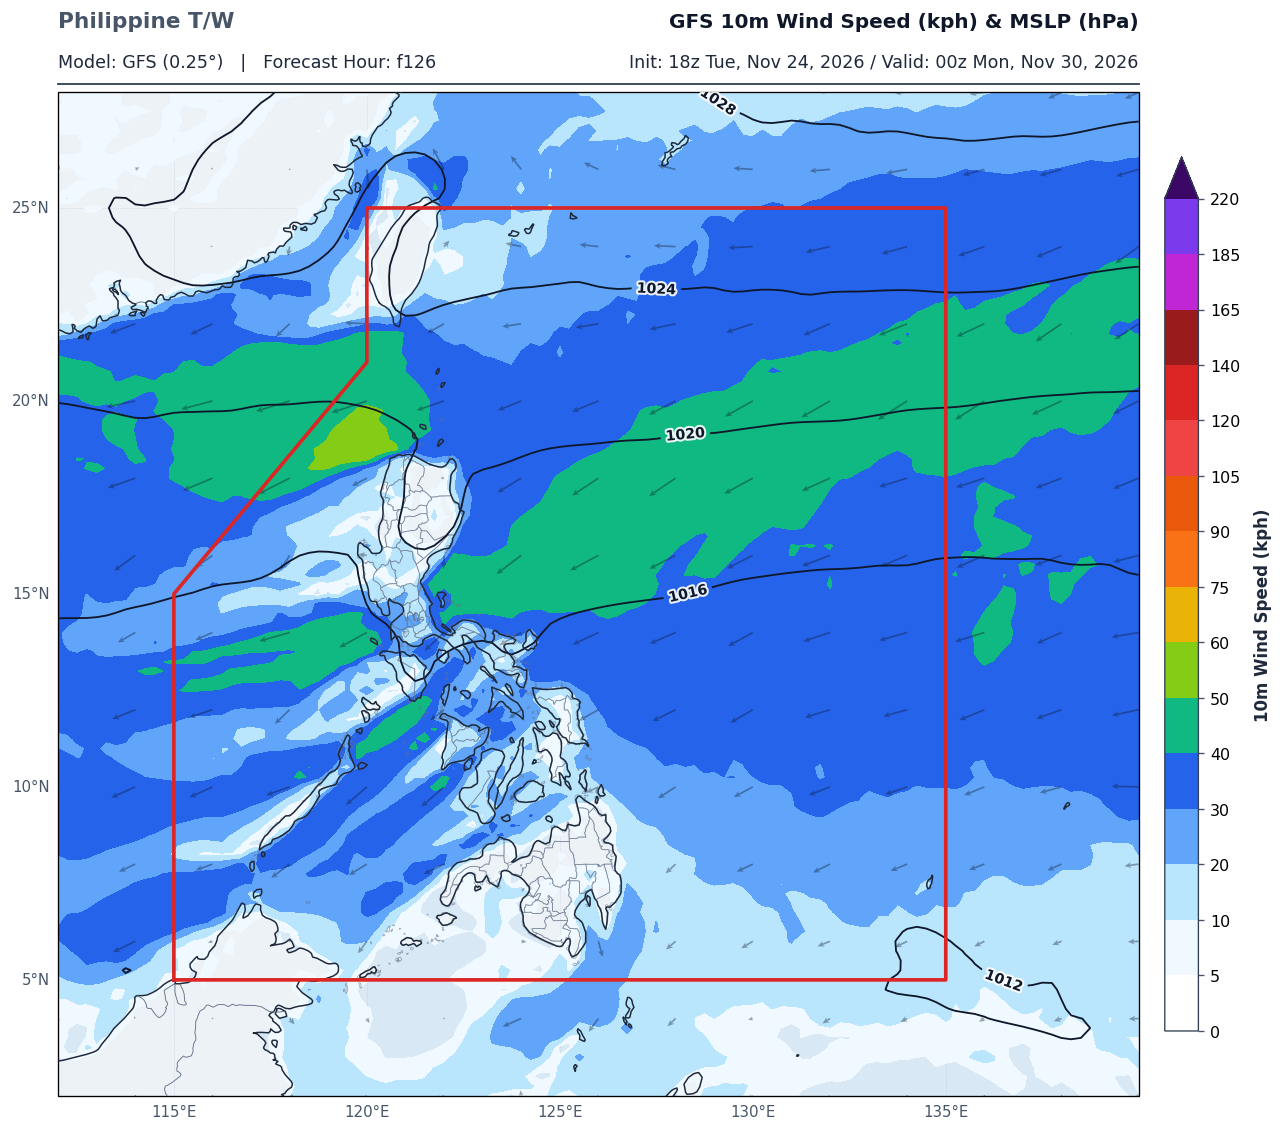 Philippine T/W
GFS 10m Wind Speed (kph) & MSLP (hPa)
Model: GFS (0.25°) | Forecast Hour: f126
Init: 18z Tue, Nov 24, 2026 / Valid: 00z Mon, Nov 30, 2026
1028
1024
1020
1016
1012
25°N
20°N
15°N
10°N
5°N
115°E
120°E
125°E
130°E
135°E
220
185
165
140
120
105
90
75
60
50
40
30
20
10
5
0
10m Wind Speed (kph)